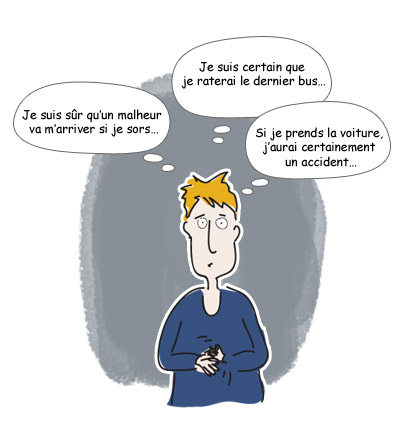 Je suis certain que
je raterai le dernier bus...
Je suis sûr qu'un malheur
va m'arriver si je sors...
Si je prends la voiture,
j'aurai certainement
un accident...